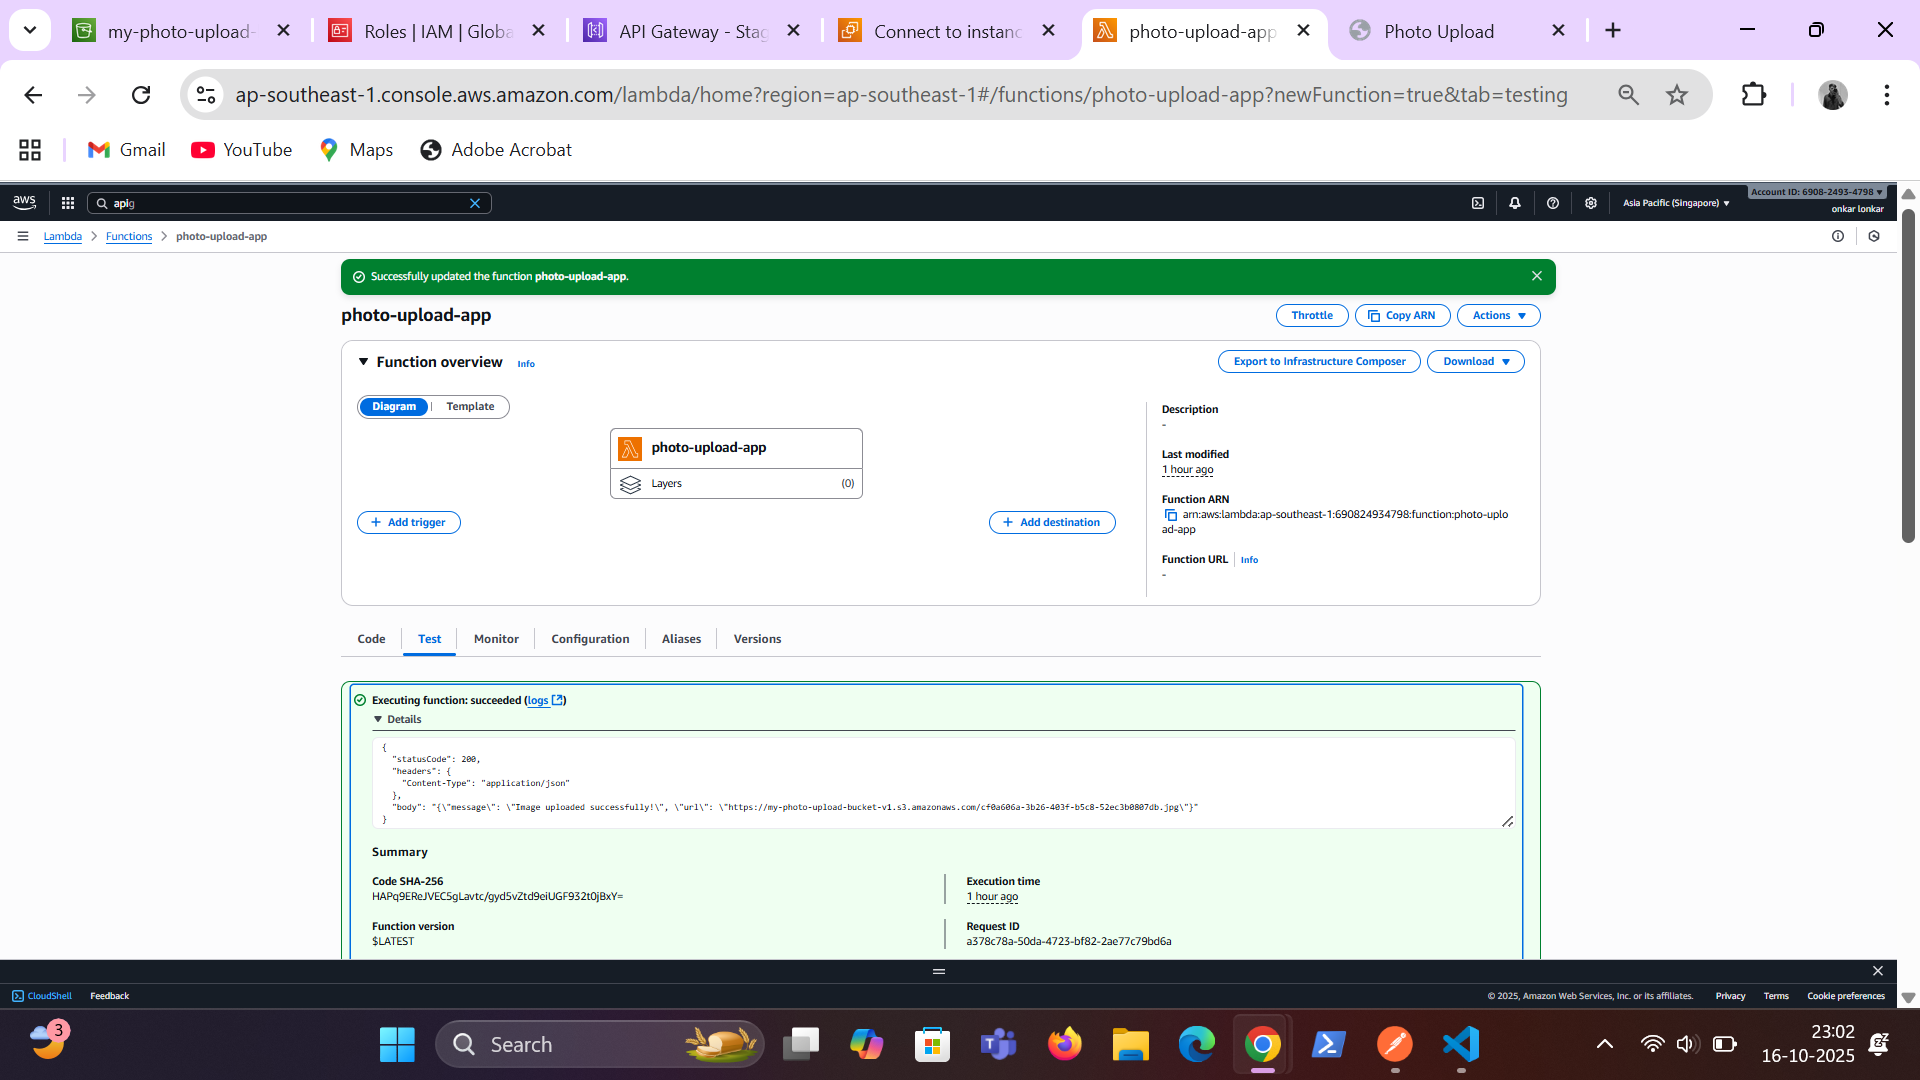 my-photo-upload-
Roles | IAM | Globa
API Gateway - Stag
Connect to instanc
photo-upload-app
Photo Upload
ap-southeast-1.console.aws.amazon.com/lambda/home?region=ap-southeast-1#/functions/photo-upload-app?newFunction=true&tab=testing
Gmail
YouTube
Maps
Adobe Acrobat
aws
apig
Asia Pacific (Singapore)
Account ID: 6908-2493-4798
onkar lonkar
Lambda
Functions
photo-upload-app
Successfully updated the function photo-upload-app.
photo-upload-app
Throttle
Copy ARN
Actions
Function overview
Info
Export to Infrastructure Composer
Download
Diagram
Template
photo-upload-app
Layers
(0)
Add trigger
Add destination
Description
-
Last modified
1 hour ago
Function ARN
arn:aws:lambda:ap-southeast-1:690824934798:function:photo-uplo
ad-app
Function URL
Info
-
Code
Test
Monitor
Configuration
Aliases
Versions
Executing function: succeeded (logs)
Details
{
"statusCode": 200,
"headers": {
"Content-Type": "application/json"
},
"body": "{\"message\": \"Image uploaded successfully!\", \"url\": \"https://my-photo-upload-bucket-v1.s3.amazonaws.com/cf0a606a-3b26-403f-b5c8-52ec3b0807db.jpg\"}"
}
Summary
Code SHA-256
HAPq9EReJVEC5gLavtc/gyd5vZtd9eiUGF932t0jBxY=
Execution time
1 hour ago
Function version
$LATEST
Request ID
a378c78a-50da-4723-bf82-2ae77c79bd6a
CloudShell
Feedback
© 2025, Amazon Web Services, Inc. or its affiliates.
Privacy
Terms
Cookie preferences
3
Search
23:02
16-10-2025